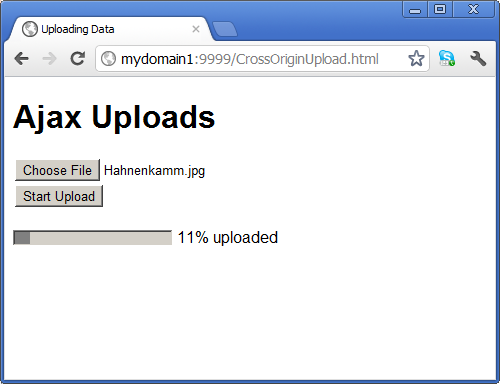 Uploading Data
mydomain1:9999/CrossOriginUpload.html
Ajax Uploads
Choose File Hahnenkamm.jpg
Start Upload
11% uploaded